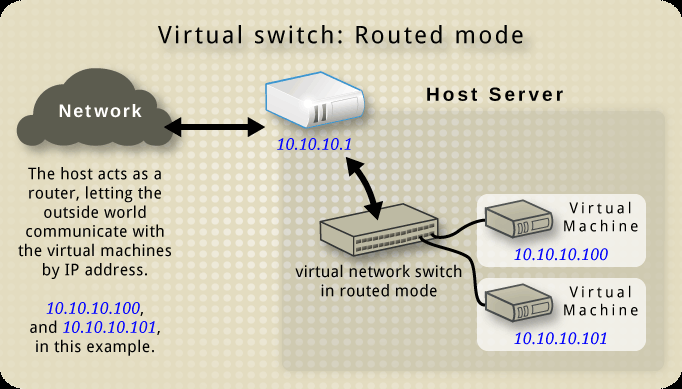 Virtual switch: Routed mode
Network
Host Server
10.10.10.1
The host acts as a
router, letting the
outside world
communicate with
the virtual machines
by IP address.
10.10.10.100,
and 10.10.10.101,
in this example.
virtual network switch
in routed mode
Virtual
Machine
10.10.10.100
Virtual
Machine
10.10.10.101